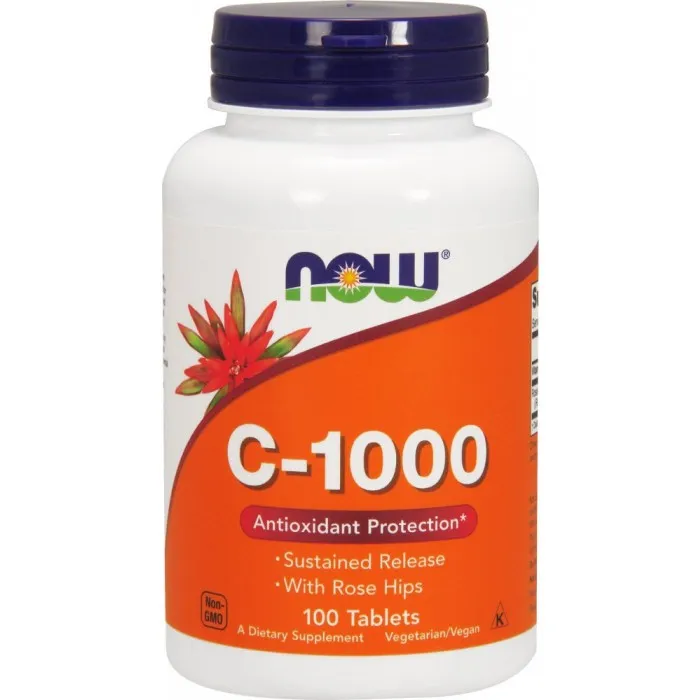 NOW®
C-1000
Antioxidant Protection*
• Sustained Release
• With Rose Hips
100 Tablets
Non-
GMO
A Dietary Supplement Vegetarian/Vegan
K